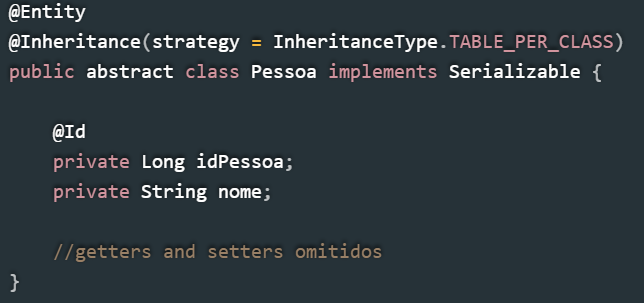 @Entity
@Inheritance(strategy = InheritanceType.TABLE_PER_CLASS)
public abstract class Pessoa implements Serializable {
@Id
private Long idPessoa;
private String nome;
//getters and setters omitidos
}